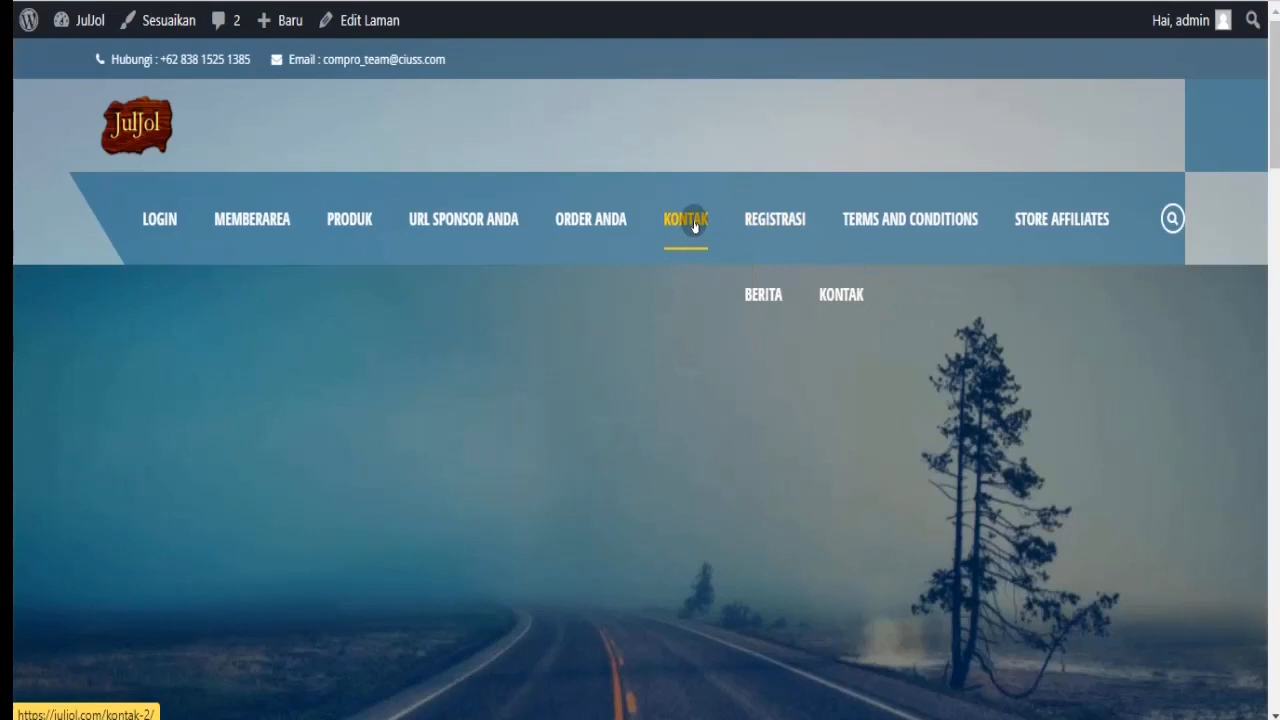 JulJol Sesuaikan 2 Baru Edit Laman Hai, admin
Hubungi : +62 838 1525 1385 Email : compro_team@ciuss.com
JulJol
LOGIN MEMBERAREA PRODUK URL SPONSOR ANDA ORDER ANDA KONTAK REGISTRASI TERMS AND CONDITIONS STORE AFFILIATES
BERITA KONTAK
https://juljol.com/kontak-2/